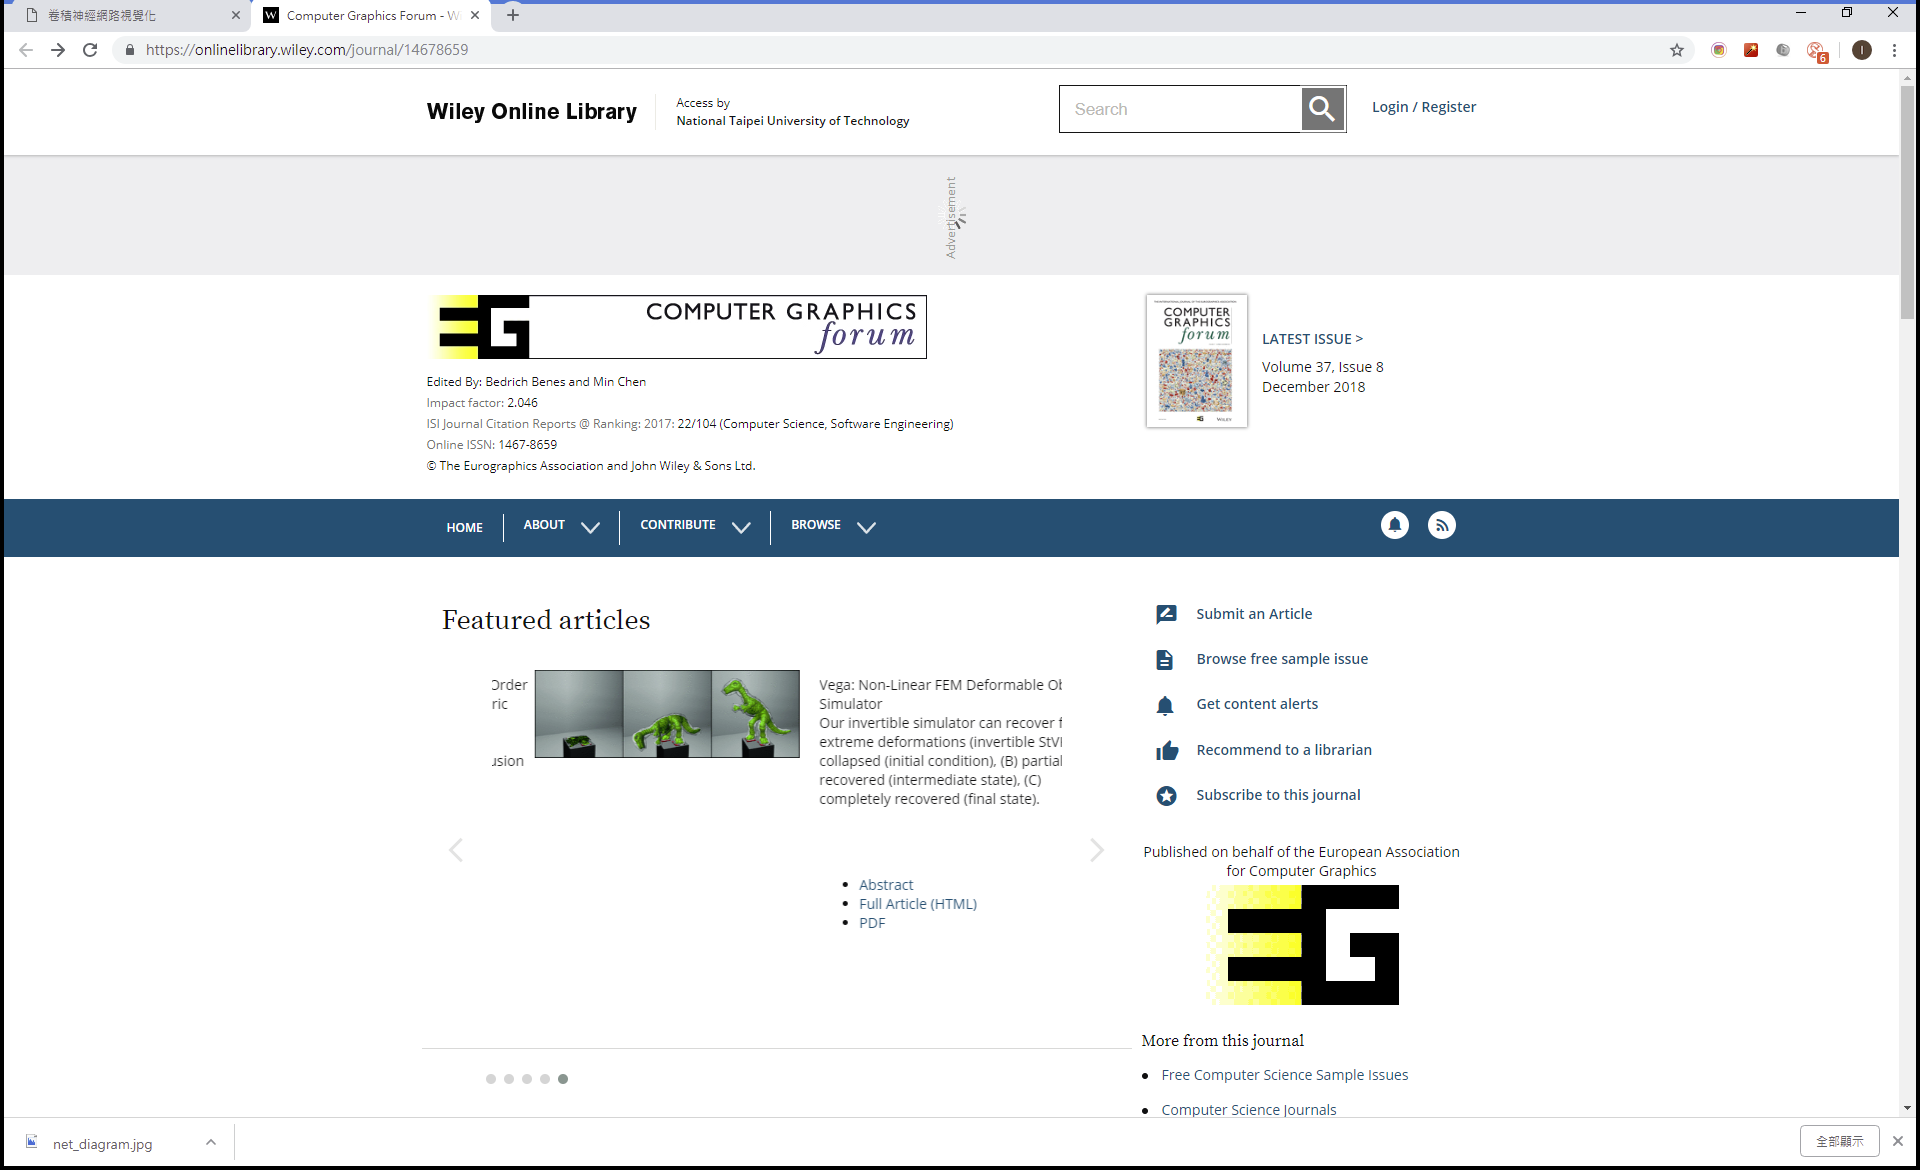 卷積神經網路視覺化
Computer Graphics Forum - W
https://onlinelibrary.wiley.com/journal/14678659
6
I
Wiley Online Library
Access by
National Taipei University of Technology
Search
Login / Register
Advertisement
EG
COMPUTER GRAPHICS
forum
COMPUTER
GRAPHICS
forum
EG
WILEY
LATEST ISSUE >
Volume 37, Issue 8
December 2018
Edited By: Bedrich Benes and Min Chen
Impact factor: 2.046
ISI Journal Citation Reports @ Ranking: 2017: 22/104 (Computer Science, Software Engineering)
Online ISSN: 1467-8659
© The Eurographics Association and John Wiley & Sons Ltd.
HOME
ABOUT
CONTRIBUTE
BROWSE
Featured articles
Order
ric
usion
Vega: Non-Linear FEM Deformable Ob
Simulator
Our invertible simulator can recover f
extreme deformations (invertible StV
collapsed (initial condition), (B) partial
recovered (intermediate state), (C)
completely recovered (final state).
• Abstract
• Full Article (HTML)
• PDF
Submit an Article
Browse free sample issue
Get content alerts
Recommend to a librarian
Subscribe to this journal
Published on behalf of the European Association
for Computer Graphics
EG
More from this journal
• Free Computer Science Sample Issues
• Computer Science Journals
net_diagram.jpg
全部顯示